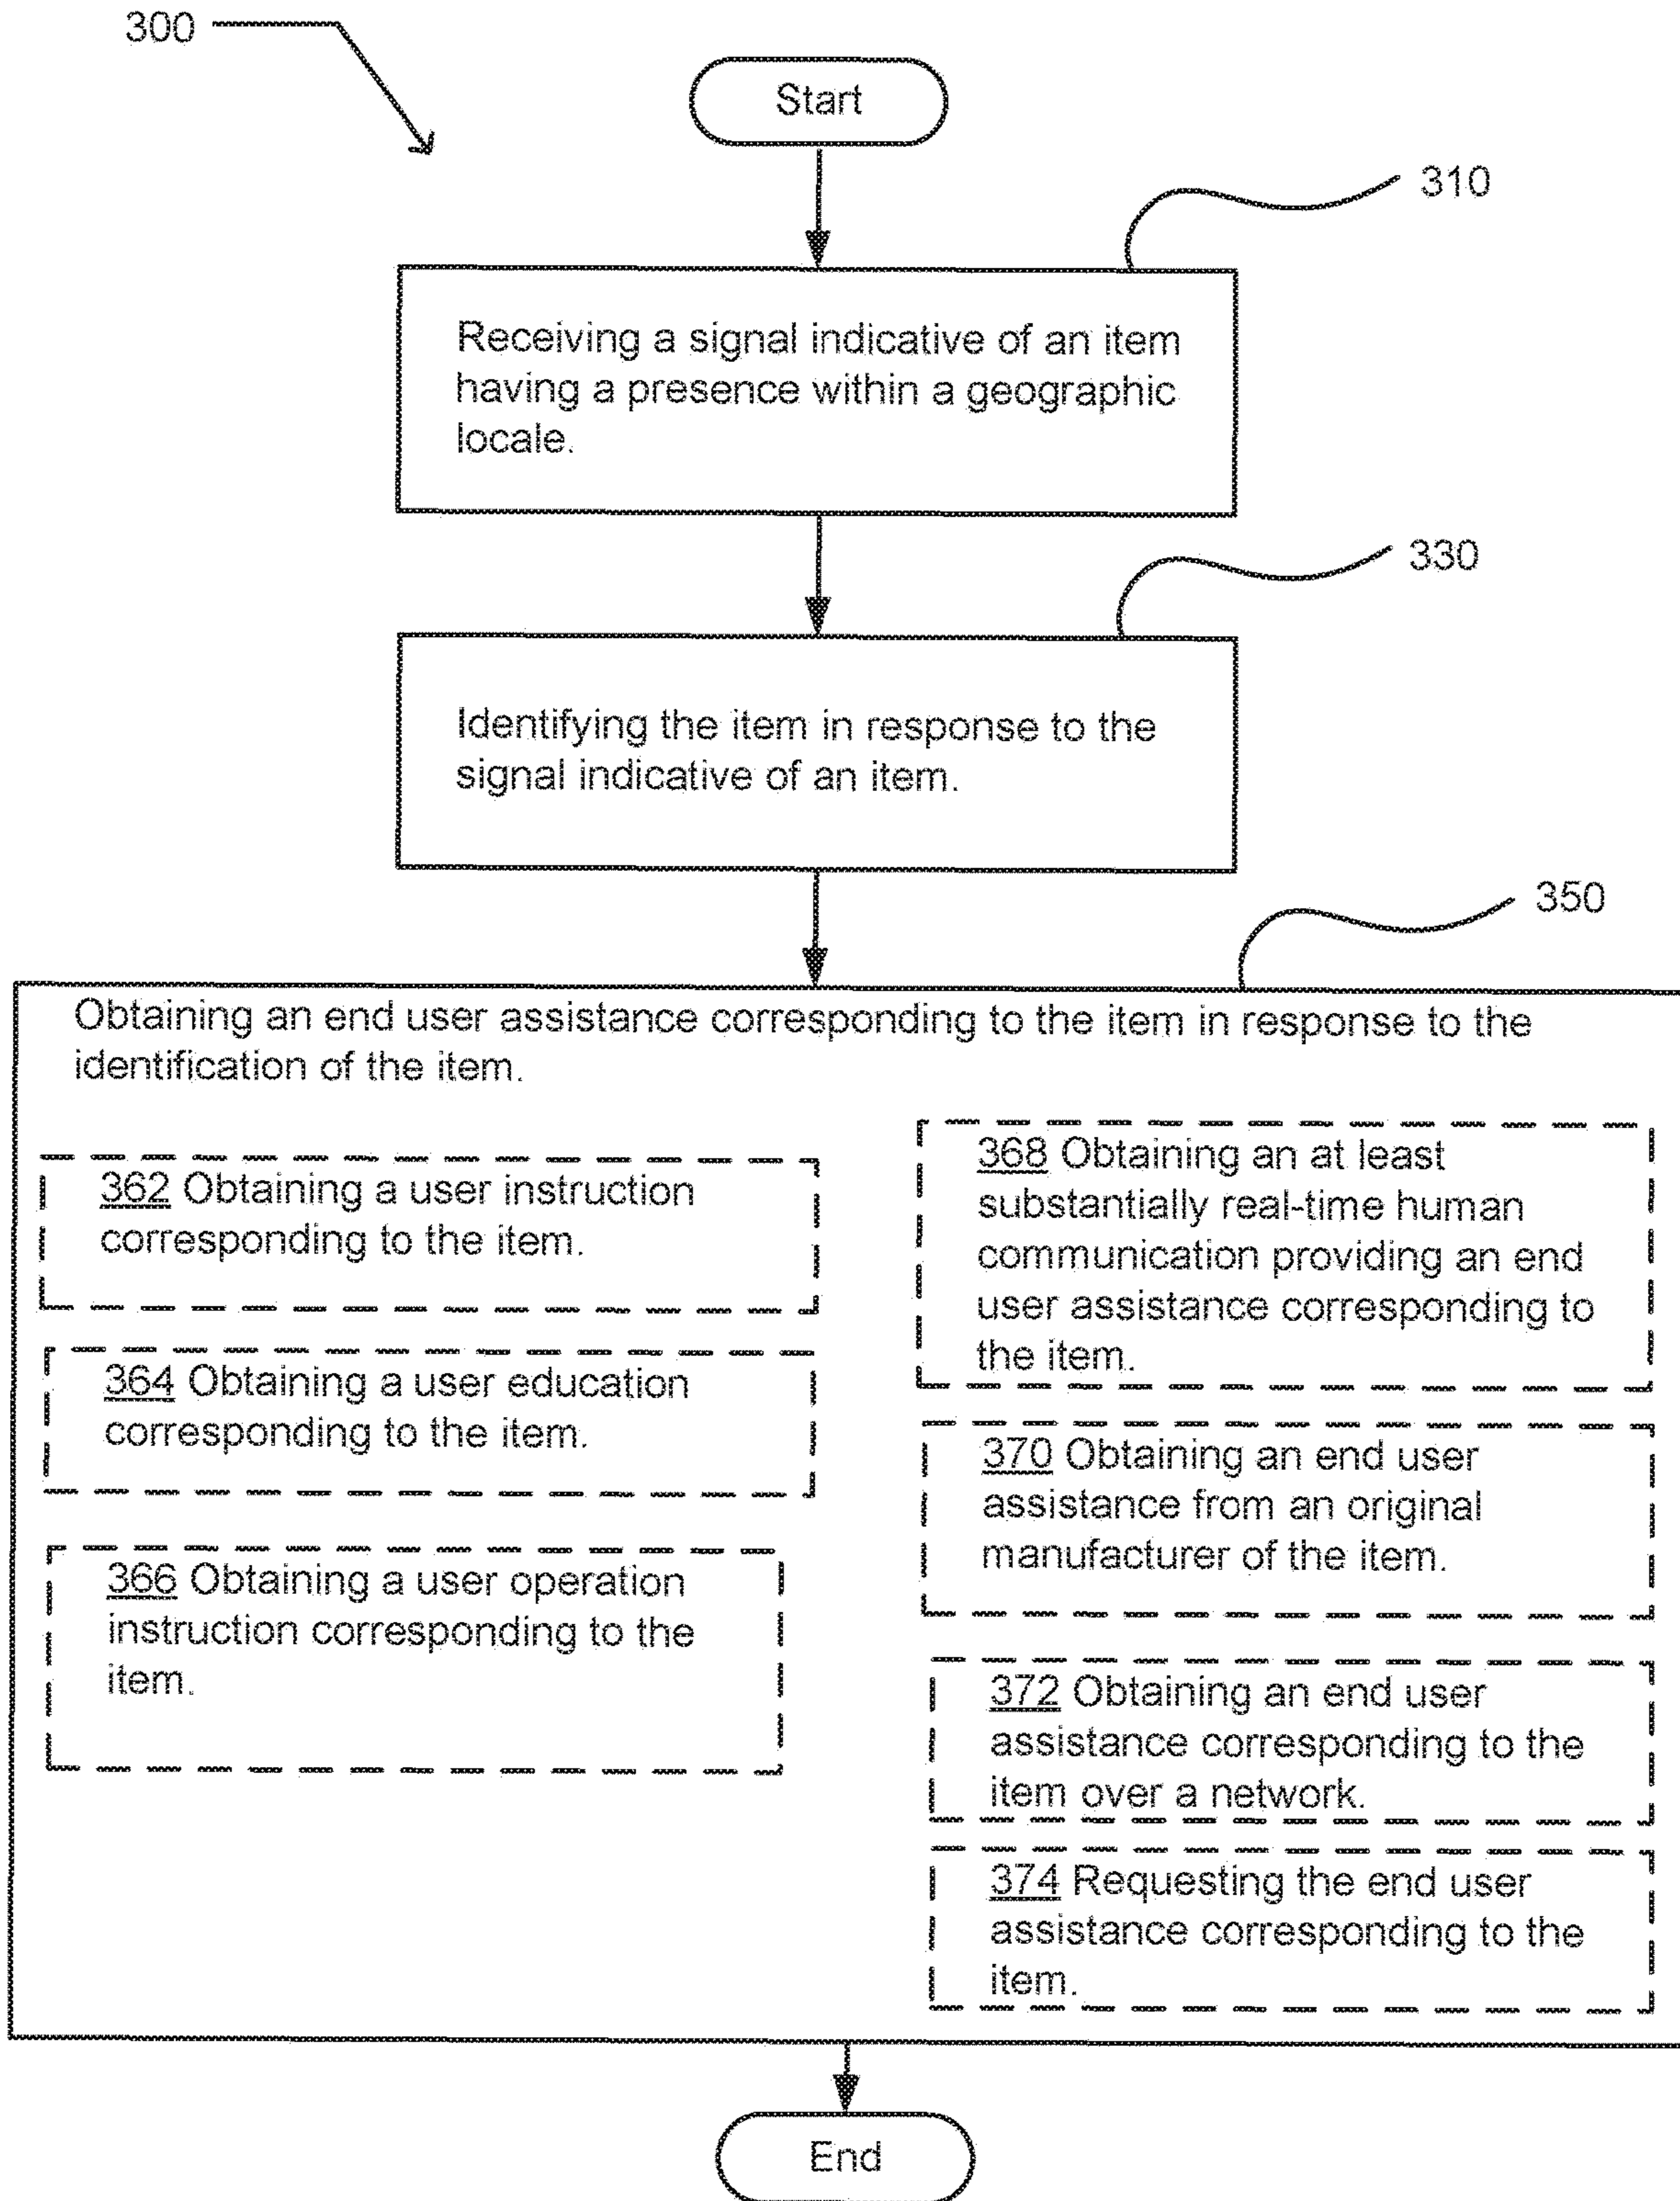 300
Start
310
Receiving a signal indicative of an item
having a presence within a geographic
locale.
330
Identifying the item in response to the
signal indicative of an item.
350
Obtaining an end user assistance corresponding to the item in response to the
identification of the item.
362 Obtaining a user instruction
corresponding to the item.
364 Obtaining a user education
corresponding to the item.
366 Obtaining a user operation
instruction corresponding to the
item.
368 Obtaining an at least
substantially real-time human
communication providing an end
user assistance corresponding to
the item.
370 Obtaining an end user
assistance from an original
manufacturer of the item.
372 Obtaining an end user
assistance corresponding to the
item over a network.
374 Requesting the end user
assistance corresponding to the
item.
End